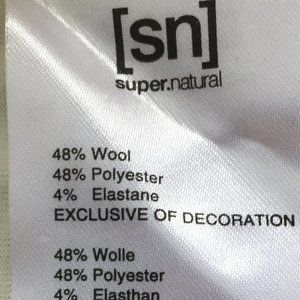 [sn]
super.natural
48% Wool
48% Polyester
4% Elastane
EXCLUSIVE OF DECORATION
48% Wolle
48% Polyester
4% Elasthan